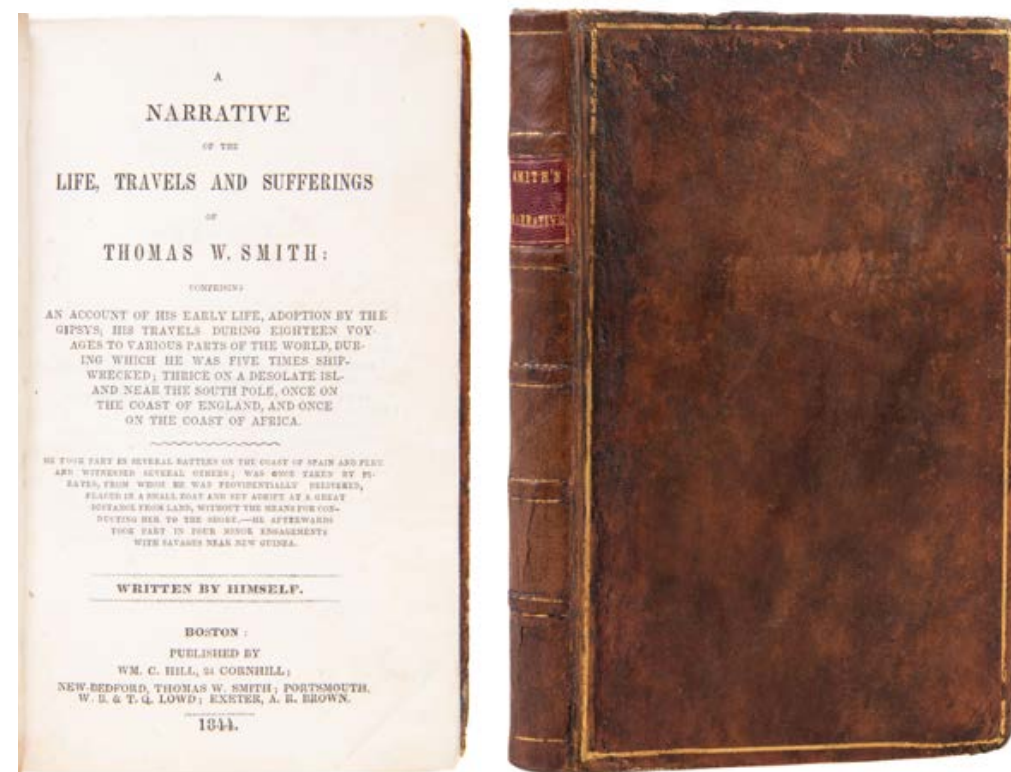 A
NARRATIVE
OF THE
LIFE, TRAVELS AND SUFFERINGS
OF
THOMAS W. SMITH:
COMPRISING
AN ACCOUNT OF HIS EARLY LIFE, ADOPTION BY THE
GIPSYS; HIS TRAVELS DURING EIGHTEEN VOY-
AGES TO VARIOUS PARTS OF THE WORLD, DUR-
ING WHICH HE WAS FIVE TIMES SHIP-
WRECKED; THRICE ON A DESOLATE ISL-
AND NEAR THE SOUTH POLE, ONCE ON
THE COAST OF ENGLAND, AND ONCE
ON THE COAST OF AFRICA.
HE TOOK PART IN SEVERAL BATTLES ON THE COAST OF SPAIN AND PERU
AND WITNESSED SEVERAL OTHERS; WAS ONCE TAKEN BY PI-
RATES, FROM WHICH HE WAS PROVIDENTIALLY DELIVERED,
PLACED IN A SMALL BOAT AND SET ADRIFT AT A GREAT
DISTANCE FROM LAND, WITHOUT THE MEANS FOR CON-
DUCTING HER TO THE SHORE.—HE AFTERWARDS
TOOK PART IN FOUR MINOR ENGAGEMENTS
WITH SAVAGES NEAR NEW GUINEA.
WRITTEN BY HIMSELF.
BOSTON:
PUBLISHED BY
WM. C. HILL, 24 CORNHILL;
NEW-BEDFORD, THOMAS W. SMITH; PORTSMOUTH,
W. B. & T. Q. LOWD; EXETER, A. R. BROWN.
1844.
SMITH'S
NARRATIVE